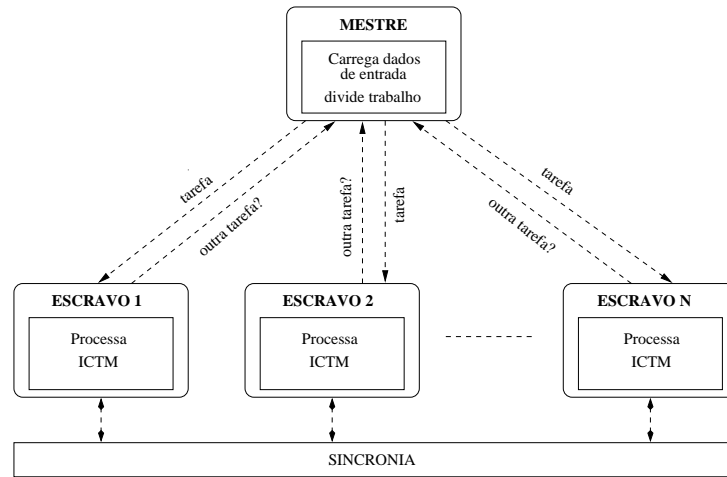 MESTRE
Carrega dados
de entrada
divide trabalho
tarefa
outra tarefa?
outra tarefa?
tarefa
outra tarefa?
tarefa
ESCRAVO 1
Processa
ICTM
ESCRAVO 2
Processa
ICTM
ESCRAVO N
Processa
ICTM
SINCRONIA